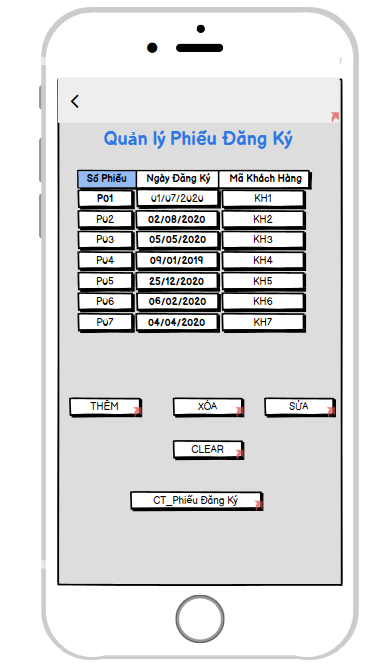 Quản lý Phiếu Đăng Ký
Số Phiếu Ngày Đăng Ký Mã Khách Hàng
P01 01/07/2020 KH1
P02 02/08/2020 KH2
P03 05/05/2020 KH3
P04 09/01/2019 KH4
P05 25/12/2020 KH5
P06 06/02/2020 KH6
P07 04/04/2020 KH7
THÊM XÓA SỬA
CLEAR
CT_Phiếu Đăng Ký